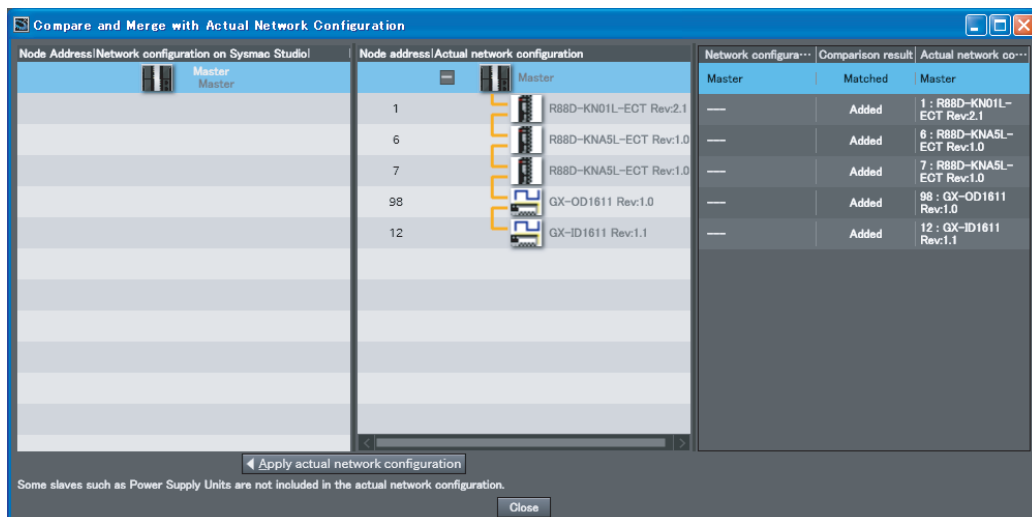 Compare and Merge with Actual Network Configuration
Node Address|Network configuration on Sysmac Studio|
Master
Master
Node address|Actual network configuration
Master
1 R88D-KN01L-ECT Rev:2.1
6 R88D-KNA5L-ECT Rev:1.0
7 R88D-KNA5L-ECT Rev:1.0
98 GX-OD1611 Rev:1.0
12 GX-ID1611 Rev:1.1
Network configura... Comparison result Actual network co...
Master Matched Master
---- Added 1 : R88D-KN01L-
ECT Rev:2.1
---- Added 6 : R88D-KNA5L-
ECT Rev:1.0
---- Added 7 : R88D-KNA5L-
ECT Rev:1.0
---- Added 98 : GX-OD1611
Rev:1.0
---- Added 12 : GX-ID1611
Rev:1.1
Apply actual network configuration
Some slaves such as Power Supply Units are not included in the actual network configuration.
Close